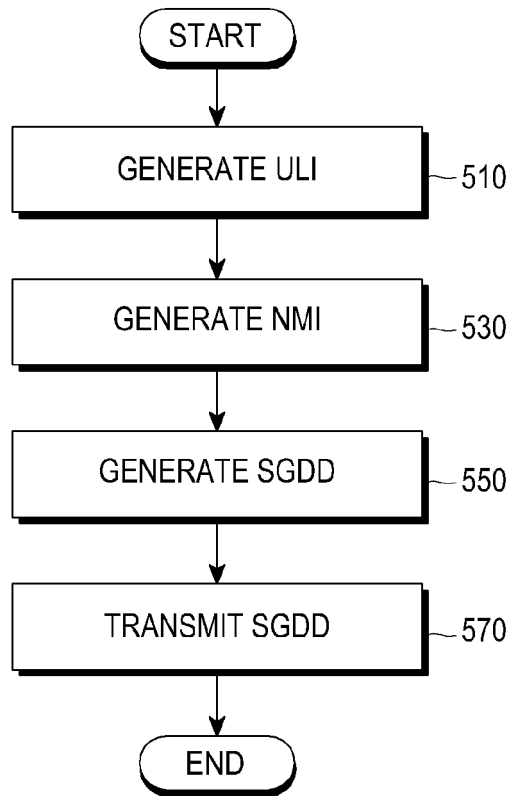 START
GENERATE ULI
510
GENERATE NMI
530
GENERATE SGDD
550
TRANSMIT SGDD
570
END